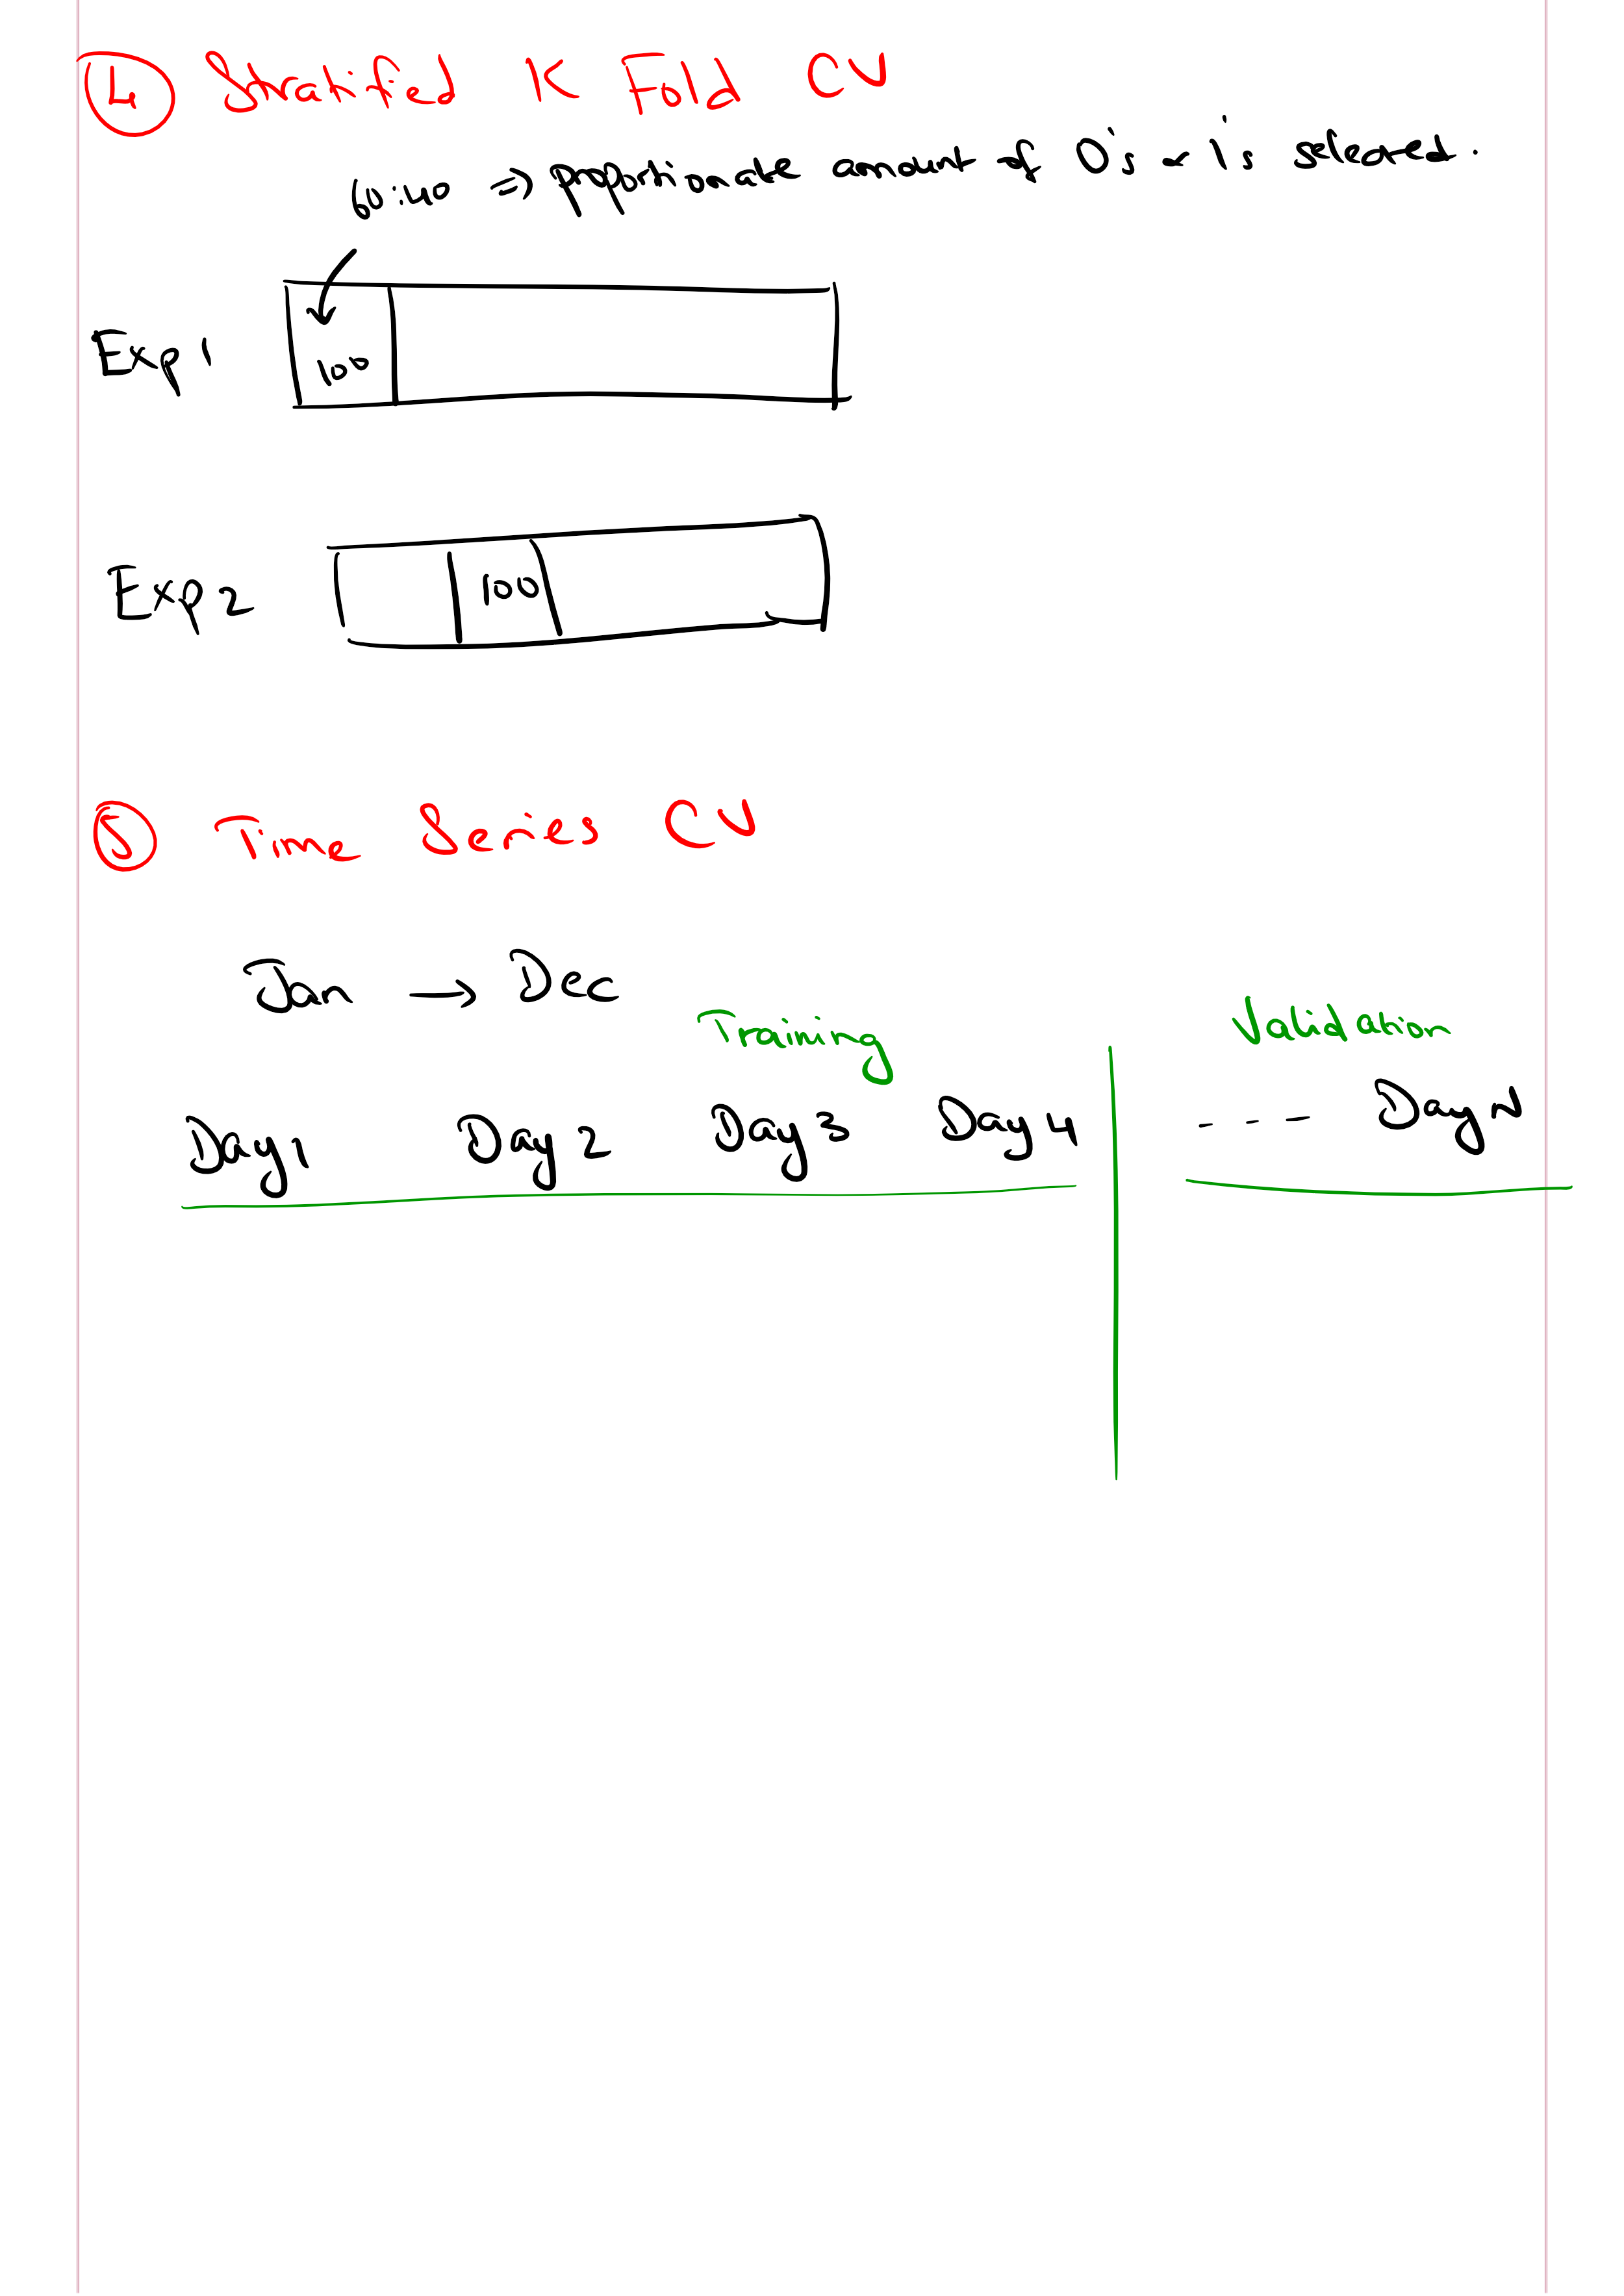 ④ Stratified K Fold CV
60:40 => proportionate amount of 0's & 1's selected.
Exp 1
100
Exp 2
100
⑤ Time Series CV
Jan → Dec
Training Validation
Day 1 Day 2 Day 3 Day 4 - - - Day N